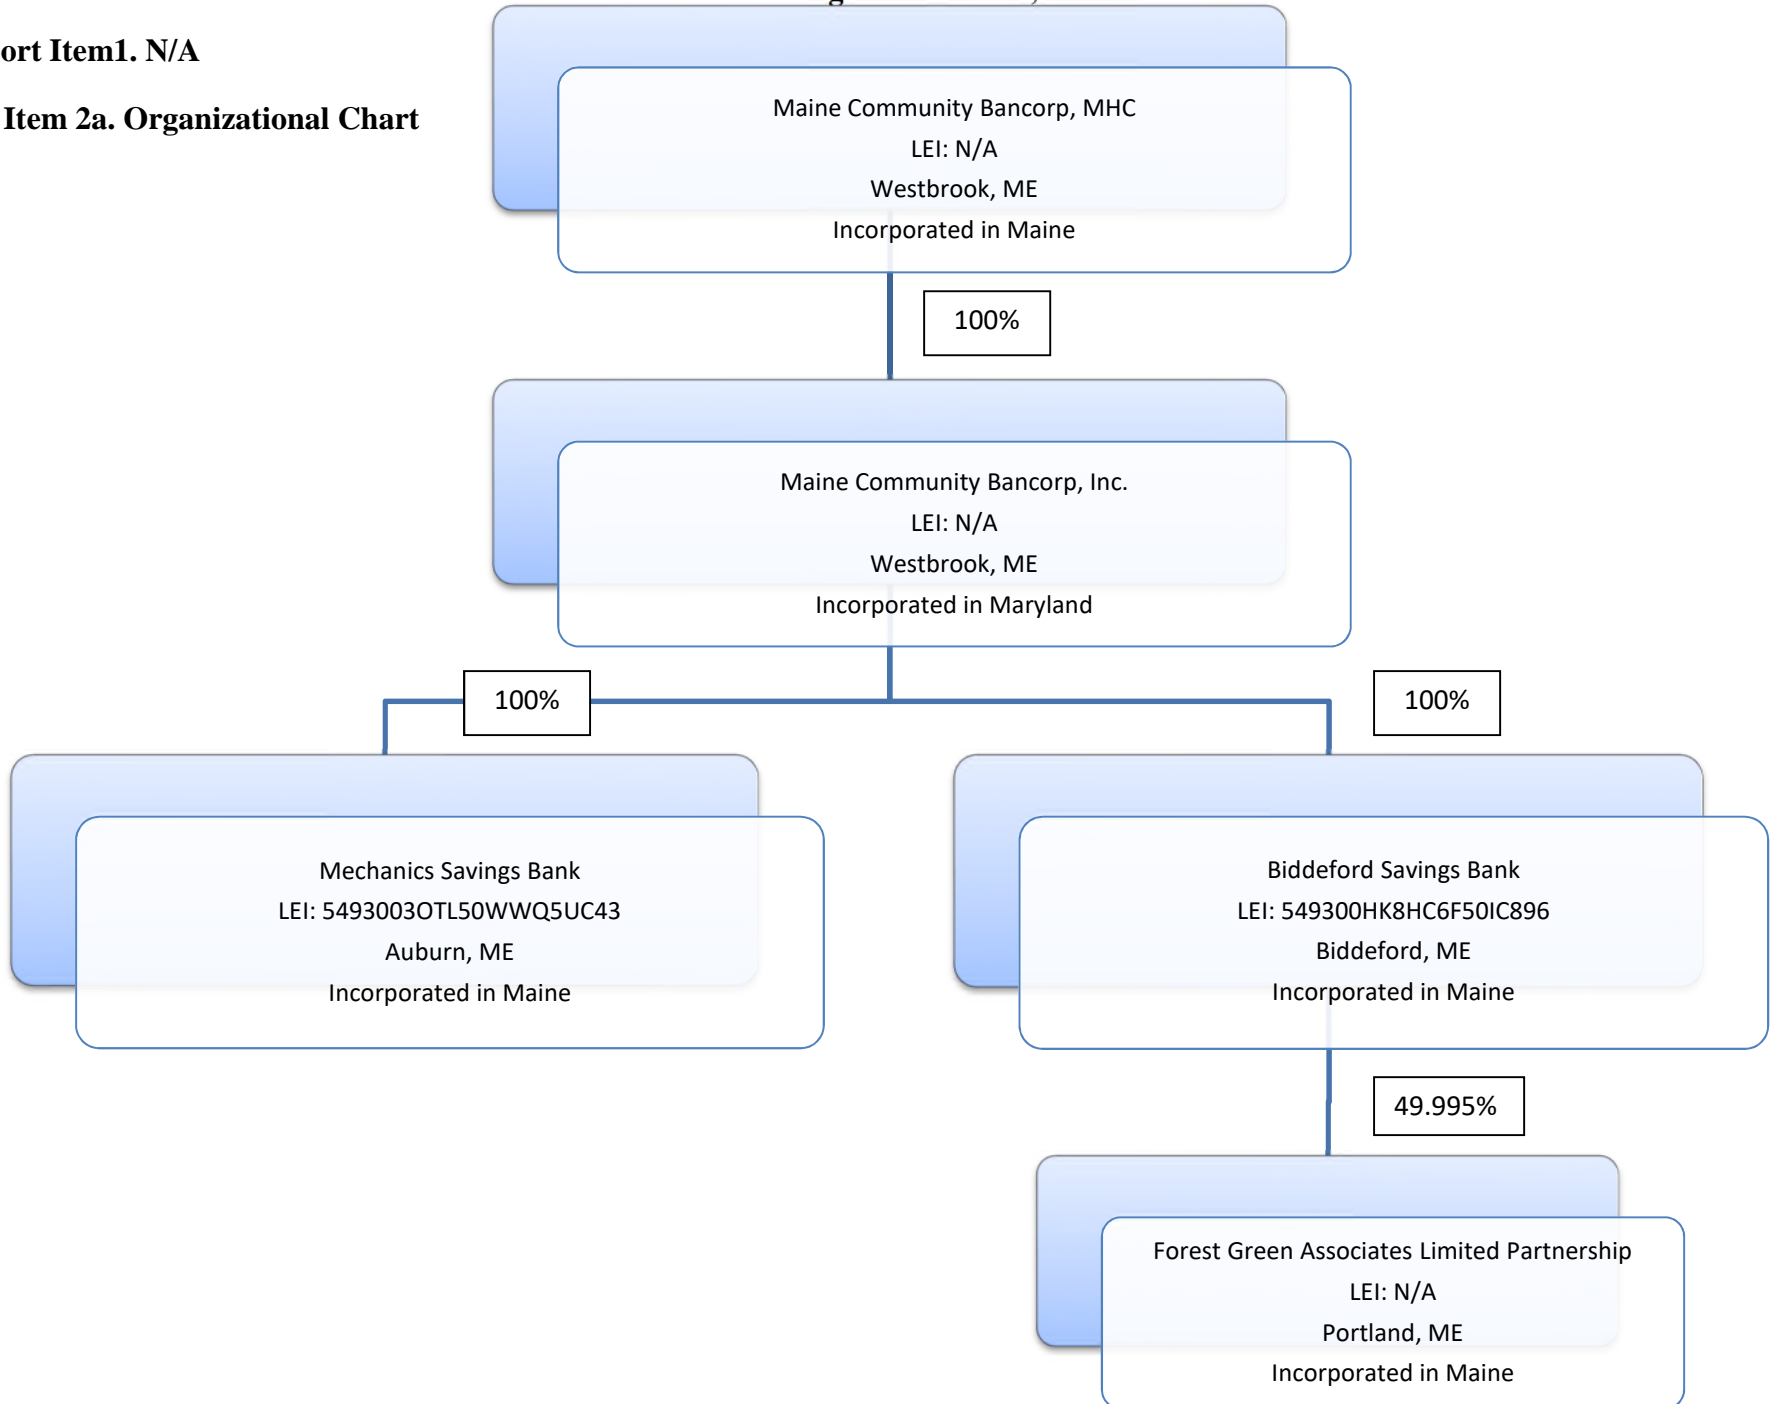 ort Item1. N/A
Item 2a. Organizational Chart
Maine Community Bancorp, MHC
LEI: N/A
Westbrook, ME
Incorporated in Maine
100%
Maine Community Bancorp, Inc.
LEI: N/A
Westbrook, ME
Incorporated in Maryland
100%
100%
Mechanics Savings Bank
LEI: 5493003OTL50WWQ5UC43
Auburn, ME
Incorporated in Maine
Biddeford Savings Bank
LEI: 549300HK8HC6F50IC896
Biddeford, ME
Incorporated in Maine
49.995%
Forest Green Associates Limited Partnership
LEI: N/A
Portland, ME
Incorporated in Maine